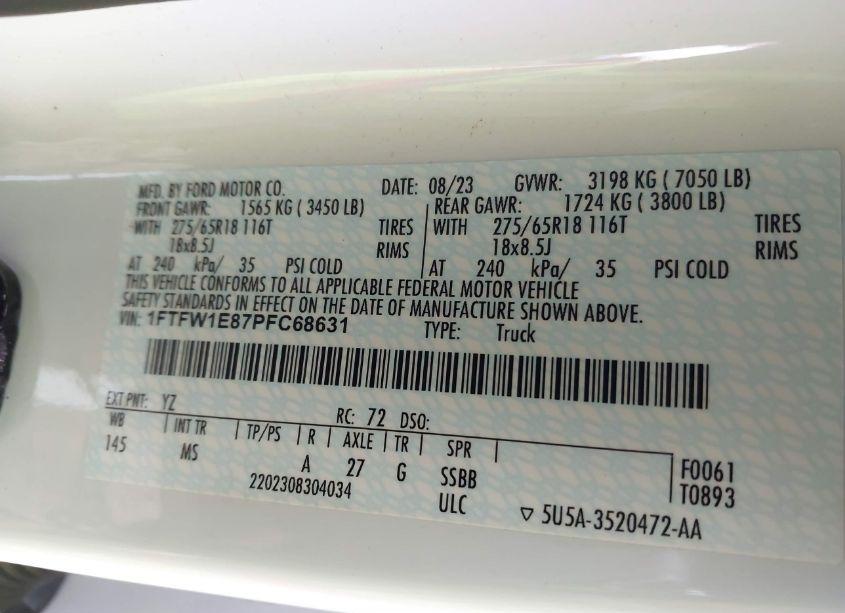 MFD. BY FORD MOTOR CO. DATE: 08/23 GVWR: 3198 KG ( 7050 LB)
FRONT GAWR: 1565 KG ( 3450 LB) REAR GAWR: 1724 KG ( 3800 LB)
WITH 275/65R18 116T TIRES WITH 275/65R18 116T TIRES
18x8.5J RIMS 18x8.5J RIMS
AT 240 kPa/ 35 PSI COLD AT 240 kPa/ 35 PSI COLD
THIS VEHICLE CONFORMS TO ALL APPLICABLE FEDERAL MOTOR VEHICLE
SAFETY STANDARDS IN EFFECT ON THE DATE OF MANUFACTURE SHOWN ABOVE.
VIN: 1FTFW1E87PFC68631 TYPE: Truck
EXT PNT: YZ RC: 72 DSO:
WB INT TR TP/PS R AXLE TR SPR
145 MS A 27 G SSBB F0061
2202308304034 ULC T0893
▽ 5U5A-3520472-AA